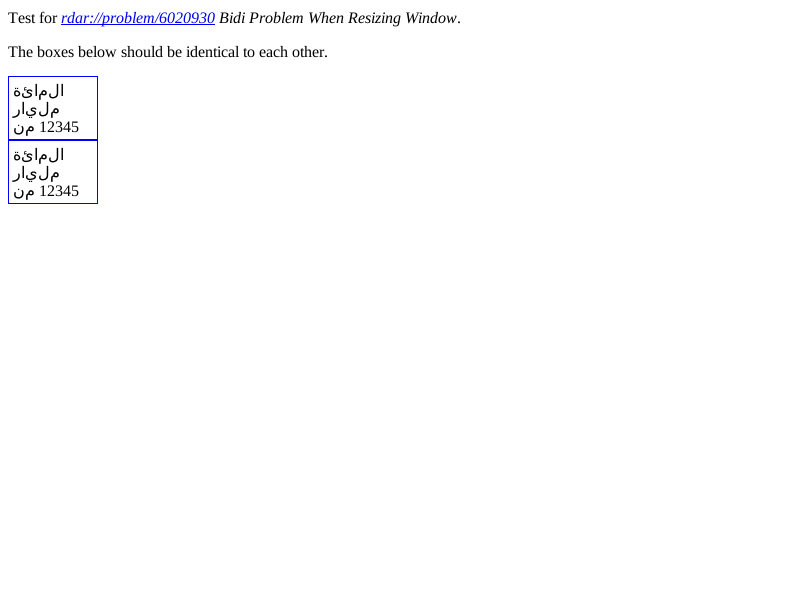 Test for rdar://problem/6020930 Bidi Problem When Resizing Window.
The boxes below should be identical to each other.
المائة
مليار
12345 من
المائة
مليار
12345 من